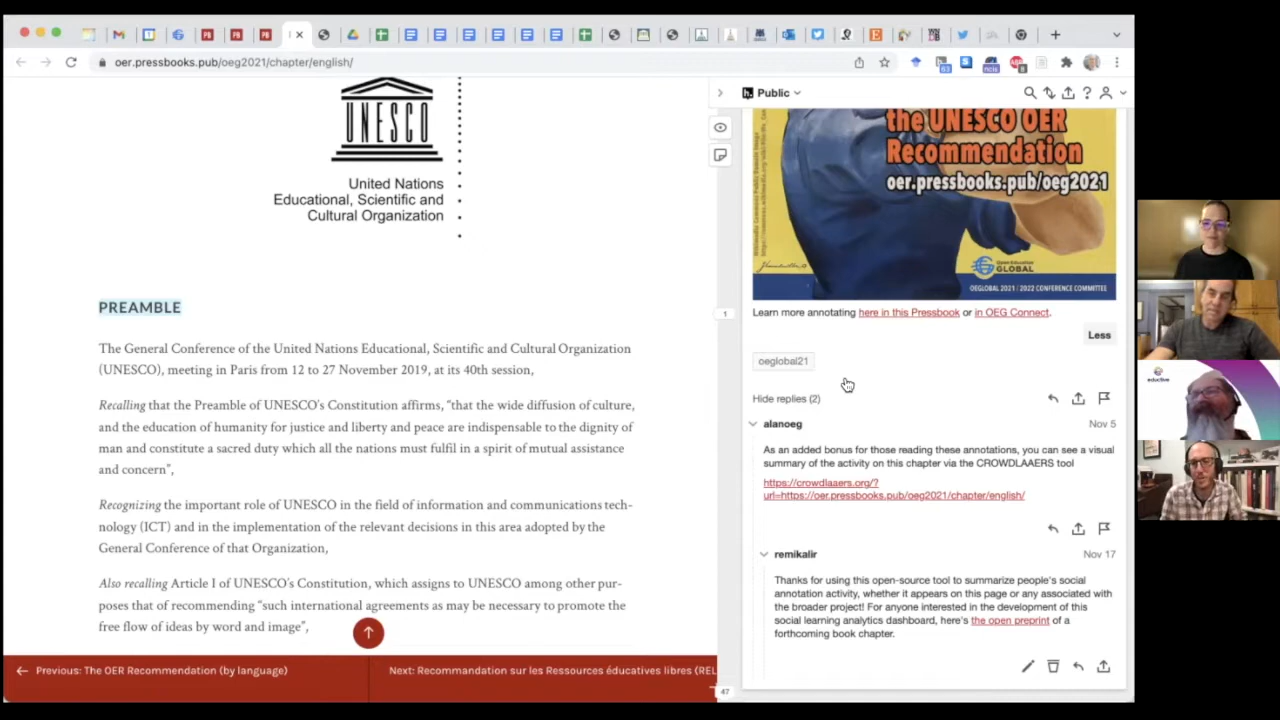 oer.pressbooks.pub/oeg2021/chapter/english/
UNESCO
United Nations
Educational, Scientific and
Cultural Organization
PREAMBLE
The General Conference of the United Nations Educational, Scientific and Cultural Organization
(UNESCO), meeting in Paris from 12 to 27 November 2019, at its 40th session,
Recalling that the Preamble of UNESCO's Constitution affirms, “that the wide diffusion of culture,
and the education of humanity for justice and liberty and peace are indispensable to the dignity of
man and constitute a sacred duty which all the nations must fulfil in a spirit of mutual assistance
and concern”,
Recognizing the important role of UNESCO in the field of information and communications tech-
nology (ICT) and in the implementation of the relevant decisions in this area adopted by the
General Conference of that Organization,
Also recalling Article I of UNESCO's Constitution, which assigns to UNESCO among other pur-
poses that of recommending “such international agreements as may be necessary to promote the
free flow of ideas by word and image”,
← Previous: The OER Recommendation (by language)
Next: Recommandation sur les Ressources éducatives libres (REL
Public
the UNESCO OER
Recommendation
oer.pressbooks.pub/oeg2021
Open Education
GLOBAL
OEGLOBAL 2021 / 2022 CONFERENCE COMMITTEE
1
Learn more annotating here in this Pressbook or in OEG Connect.
Less
oeglobal21
Hide replies (2)
alanoeg Nov 5
As an added bonus for those reading these annotations, you can see a visual
summary of the activity on this chapter via the CROWDLAAERS tool
https://crowdlaaers.org/?
url=https://oer.pressbooks.pub/oeg2021/chapter/english/
remikalir Nov 17
Thanks for using this open-source tool to summarize people's social
annotation activity, whether it appears on this page or any associated with
the broader project! For anyone interested in the development of this
social learning analytics dashboard, here's the open preprint of a
forthcoming book chapter.
47
eductive